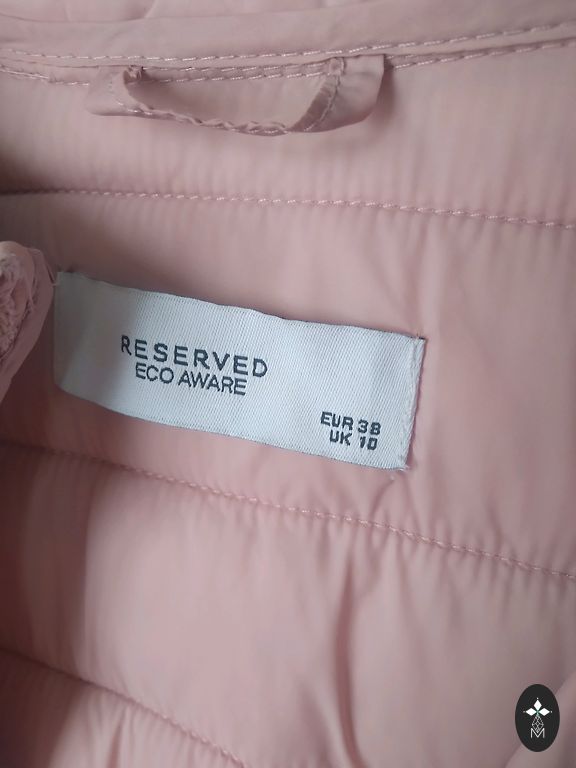 RESERVED
ECO AWARE
EUR 38
UK 10
M